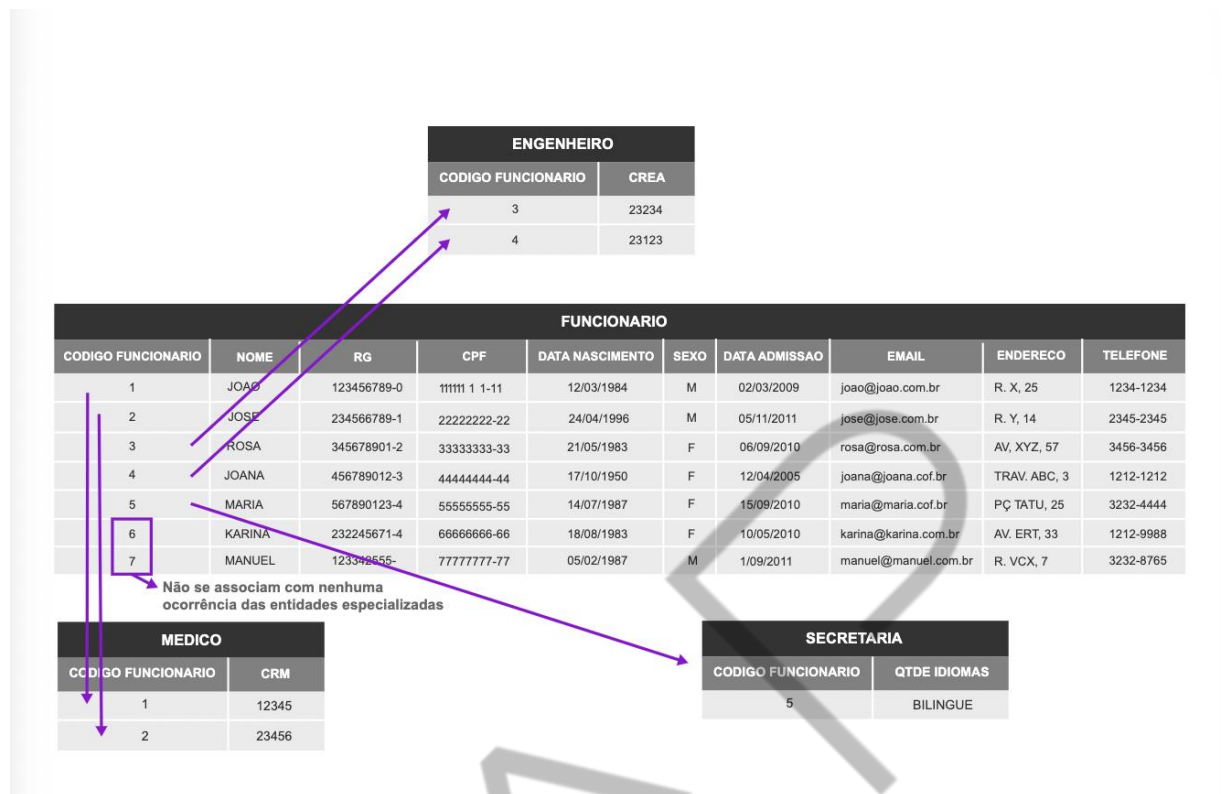 ENGENHEIRO
CODIGO FUNCIONARIO CREA
3 23234
4 23123
FUNCIONARIO
CODIGO FUNCIONARIO NOME RG CPF DATA NASCIMENTO SEXO DATA ADMISSAO EMAIL ENDERECO TELEFONE
1 JOAO 123456789-0 111111 1 1-11 12/03/1984 M 02/03/2009 joao@joao.com.br R. X, 25 1234-1234
2 JOSE 234566789-1 22222222-22 24/04/1996 M 05/11/2011 jose@jose.com.br R. Y, 14 2345-2345
3 ROSA 345678901-2 33333333-33 21/05/1983 F 06/09/2010 rosa@rosa.com.br AV, XYZ, 57 3456-3456
4 JOANA 456789012-3 44444444-44 17/10/1950 F 12/04/2005 joana@joana.cof.br TRAV. ABC, 3 1212-1212
5 MARIA 567890123-4 55555555-55 14/07/1987 F 15/09/2010 maria@maria.cof.br PÇ TATU, 25 3232-4444
6 KARINA 232245671-4 66666666-66 18/08/1983 F 10/05/2010 karina@karina.com.br AV. ERT, 33 1212-9988
7 MANUEL 123342555- 77777777-77 05/02/1987 M 1/09/2011 manuel@manuel.com.br R. VCX, 7 3232-8765
Não se associam com nenhuma
ocorrência das entidades especializadas
MEDICO
CODIGO FUNCIONARIO CRM
1 12345
2 23456
SECRETARIA
CODIGO FUNCIONARIO QTDE IDIOMAS
5 BILINGUE